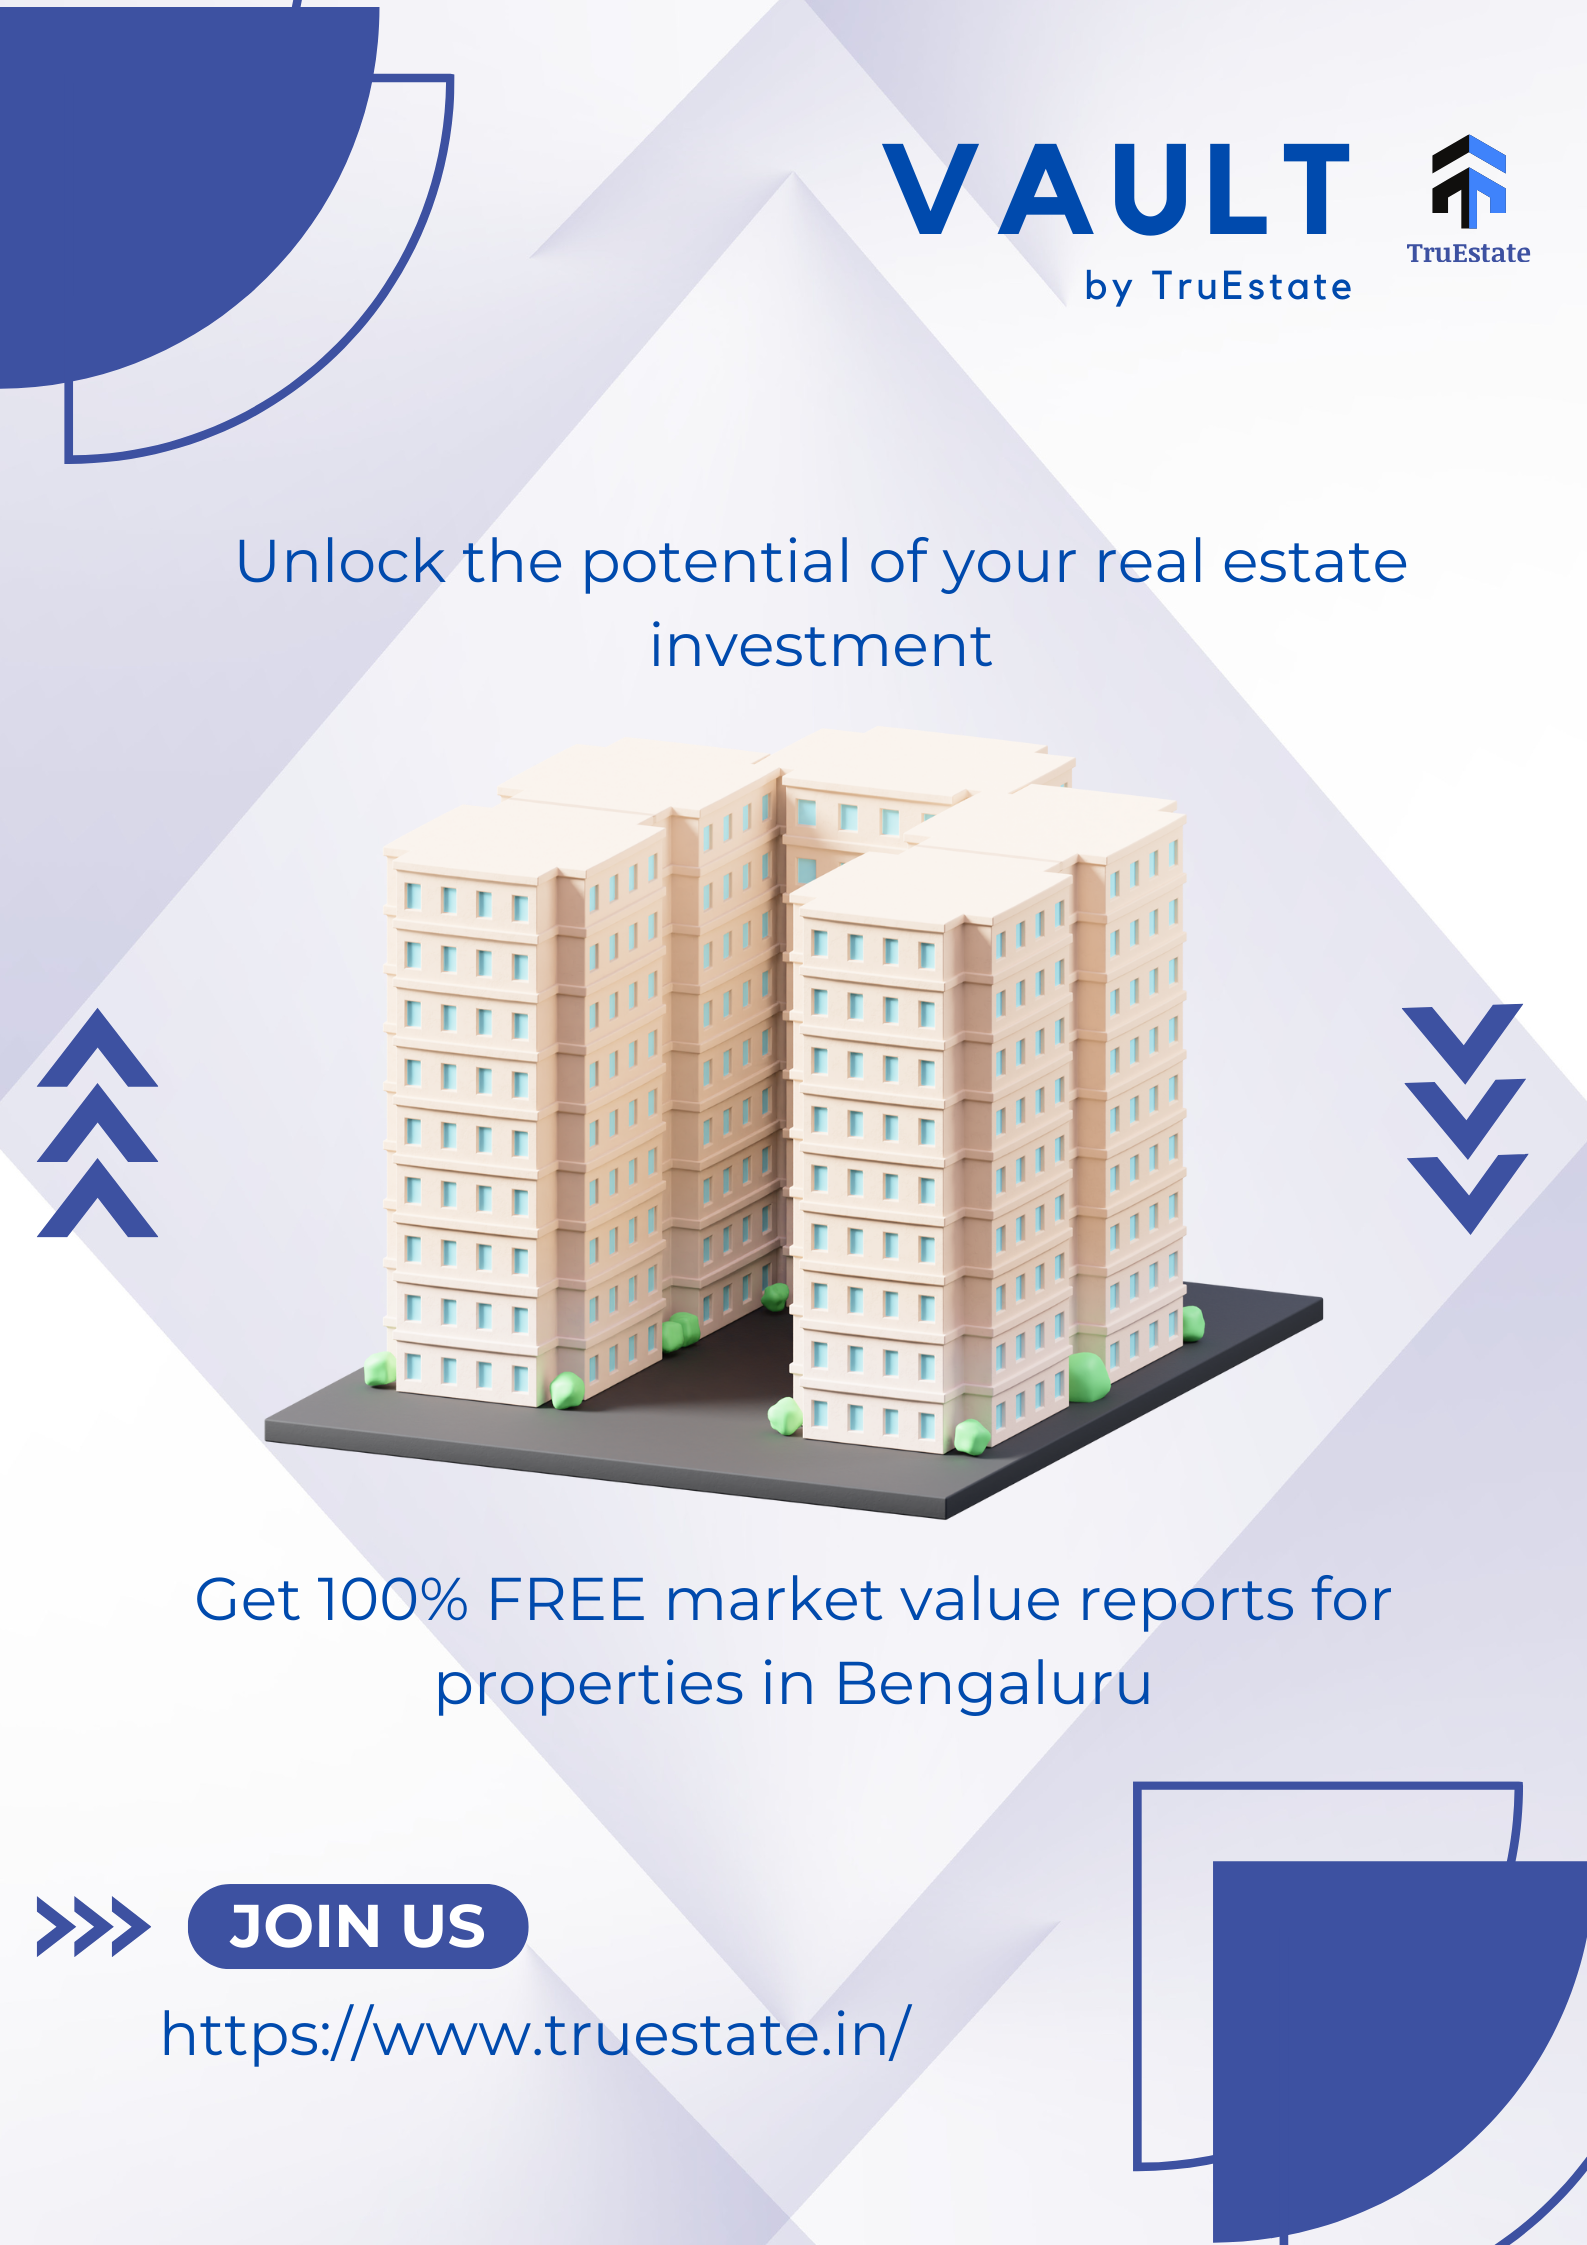 VAULT
by TruEstate
TruEstate
Unlock the potential of your real estate
investment
Get 100% FREE market value reports for
properties in Bengaluru
JOIN US
https://www.truestate.in/